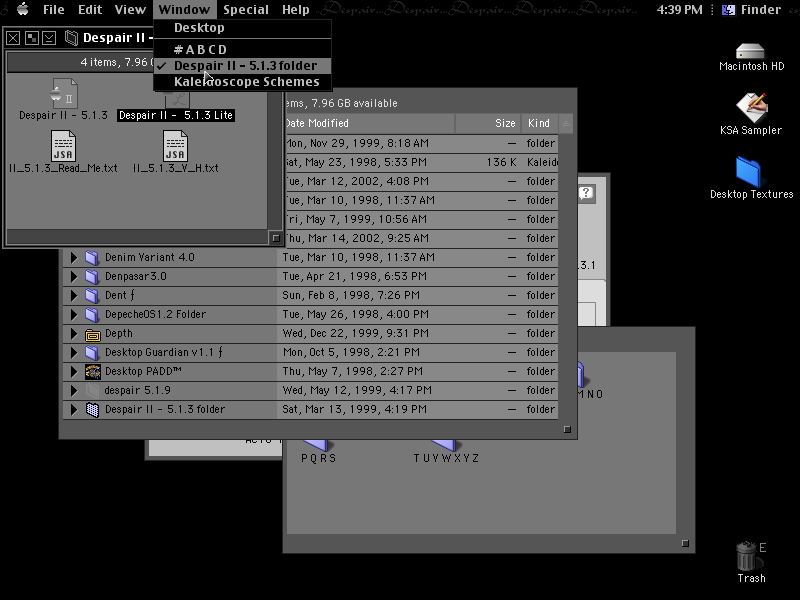 File Edit View Window Special Help 4:39 PM Finder
Desktop
#ABCD
✓ Despair II - 5.1.3 folder
Kaleidoscope Schemes
Despair II -
4 items, 7.96
Despair II - 5.1.3
Despair II - 5.1.3 Lite
II_5.1.3_Read_Me.txt
II_5.1.3_V_H.txt
ems, 7.96 GB available
Date Modified Size Kind
Mon, Nov 29, 1999, 8:18 AM — folder
Sat, May 23, 1998, 5:33 PM 136 K Kaleid
Tue, Mar 12, 2002, 4:08 PM — folder
Tue, Mar 10, 1998, 11:37 AM — folder
Fri, May 7, 1999, 10:56 AM — folder
Thu, Mar 14, 2002, 9:25 AM — folder
Denim Variant 4.0 Tue, Mar 10, 1998, 11:37 AM — folder
Denpasar3.0 Tue, Apr 21, 1998, 6:53 PM — folder
Dent ƒ Sun, Feb 8, 1998, 7:26 PM — folder
DepecheOS1.2 Folder Tue, May 26, 1998, 4:00 PM — folder
Depth Wed, Dec 22, 1999, 9:31 PM — folder
Desktop Guardian v1.1 ƒ Mon, Oct 5, 1998, 2:21 PM — folder
Desktop PADD™ Thu, May 7, 1998, 2:27 PM — folder
despair 5.1.9 Wed, May 12, 1999, 4:17 PM — folder
Despair II - 5.1.3 folder Sat, Mar 13, 1999, 4:19 PM — folder
?
.3.1
MNO
PQRS
TUVWXYZ
Macintosh HD
KSA Sampler
Desktop Textures
E
Trash